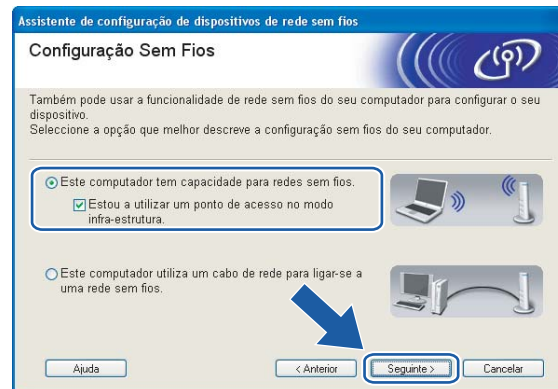 Assistente de configuração de dispositivos de rede sem fios
Configuração Sem Fios
Também pode usar a funcionalidade de rede sem fios do seu computador para configurar o seu
dispositivo.
Seleccione a opção que melhor descreve a configuração sem fios do seu computador.
Este computador tem capacidade para redes sem fios.
Estou a utilizar um ponto de acesso no modo
infra-estrutura.
Este computador utiliza um cabo de rede para ligar-se a
uma rede sem fios.
Ajuda
< Anterior
Seguinte >
Cancelar